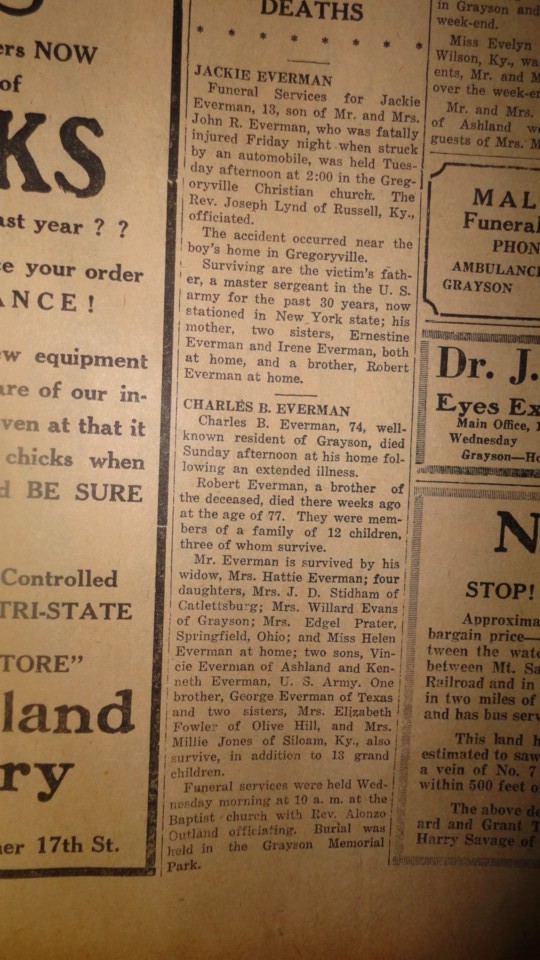 ers NOW
of
KS
ast year ? ?
e your order
ANCE!
ew equipment
are of our in-
ven at that it
chicks when
BE SURE
Controlled
TRI-STATE
TORE”
land
ry
ner 17th St.
DEATHS
* * * * * * *
JACKIE EVERMAN
Funeral Services for Jackie
Everman, 13, son of Mr. and Mrs.
John R. Everman, who was fatally
injured Friday night when struck
by an automobile, was held Tues-
day afternoon at 2:00 in the Greg-
oryville Christian church. The
Rev. Joseph Lynd of Russell, Ky.,
officiated.
The accident occurred near the
boy's home in Gregoryville.
Surviving are the victim's fath-
er, a master sergeant in the U. S.
army for the past 30 years, now
stationed in New York state; his
mother, two sisters, Ernestine
Everman and Irene Everman, both
at home, and a brother, Robert
Everman at home.
CHARLES B. EVERMAN
Charles B. Everman, 74, well-
known resident of Grayson, died
Sunday afternoon at his home fol-
lowing an extended illness.
Robert Everman, a brother of
the deceased, died there weeks ago
at the age of 77. They were mem-
bers of a family of 12 children,
three of whom survive.
Mr. Everman is survived by his
widow, Mrs. Hattie Everman; four
daughters, Mrs. J. D. Stidham of
Catlettsburg; Mrs. Willard Evans
of Grayson; Mrs. Edgel Prater,
Springfield, Ohio; and Miss Helen
Everman at home; two sons, Vin-
cie Everman of Ashland and Ken-
neth Everman, U. S. Army. One
brother, George Everman of Texas
and two sisters, Mrs. Elizabeth
Fowler of Olive Hill, and Mrs.
Millie Jones of Siloam, Ky., also
survive, in addition to 13 grand
children.
Funeral services were held Wed-
nesday morning at 10 a. m. at the
Baptist church with Rev. Alonzo
Outland officiating. Burial was
held in the Grayson Memorial
Park.
in Grayson and
week-end.
Miss Evelyn
Wilson, Ky., wa
ents, Mr. and M
over the week-e
Mr. and Mrs.
of Ashland we
guests of Mrs. M
MAL
Funeral
PHON
AMBULANC
GRAYSON
Dr. J.
Eyes Ex
Main Office, 1
Wednesday
Grayson—Ho
N
STOP!
Approxima
bargain price—
tween the wate
between Mt. Sa
Railroad and in
in two miles of
and has bus serv
This land h
estimated to saw
a vein of No. 7
within 500 feet o
The above de
ard and Grant T
Harry Savage of